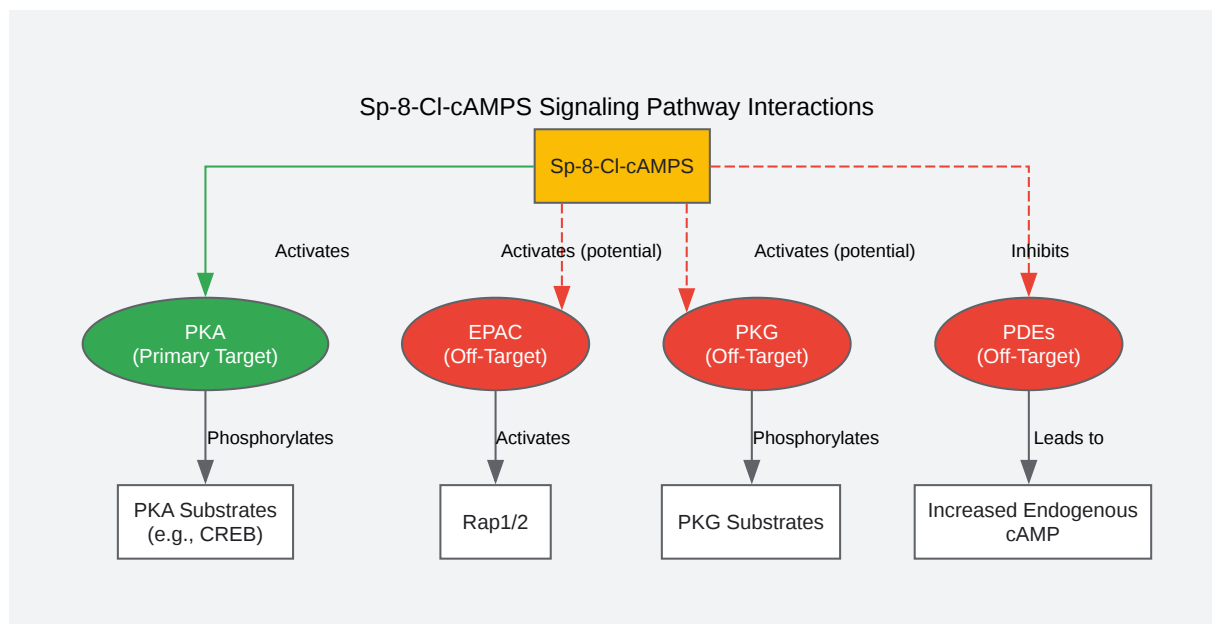 Sp-8-Cl-cAMPS Signaling Pathway Interactions
Sp-8-Cl-cAMPS
Activates
Activates (potential)
Activates (potential)
Inhibits
PKA
(Primary Target)
EPAC
(Off-Target)
PKG
(Off-Target)
PDEs
(Off-Target)
Phosphorylates
Activates
Phosphorylates
Leads to
PKA Substrates
(e.g., CREB)
Rap1/2
PKG Substrates
Increased Endogenous
cAMP